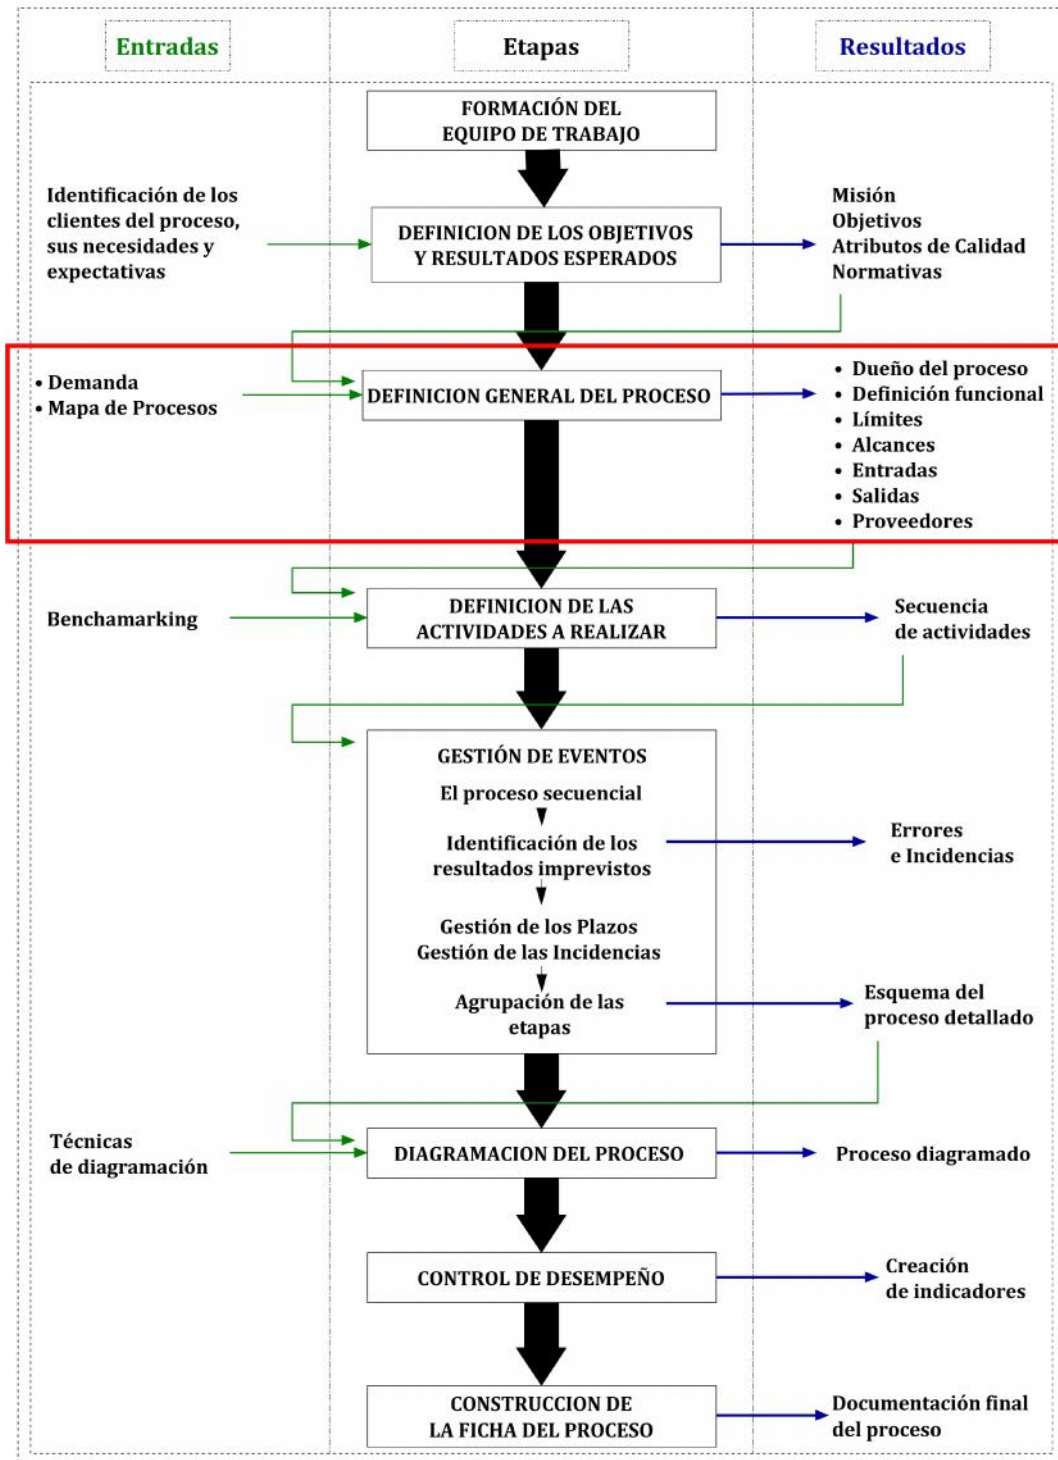 Entradas
Etapas
Resultados
FORMACIÓN DEL
EQUIPO DE TRABAJO
Identificación de los
clientes del proceso,
sus necesidades y
expectativas
DEFINICION DE LOS OBJETIVOS
Y RESULTADOS ESPERADOS
Misión
Objetivos
Atributos de Calidad
Normativas
• Demanda
• Mapa de Procesos
DEFINICION GENERAL DEL PROCESO
• Dueño del proceso
• Definición funcional
• Límites
• Alcances
• Entradas
• Salidas
• Proveedores
Benchamarking
DEFINICION DE LAS
ACTIVIDADES A REALIZAR
Secuencia
de actividades
GESTIÓN DE EVENTOS
El proceso secuencial
Identificación de los
resultados imprevistos
Errores
e Incidencias
Gestión de los Plazos
Gestión de las Incidencias
Agrupación de las
etapas
Esquema del
proceso detallado
Técnicas
de diagramación
DIAGRAMACION DEL PROCESO
Proceso diagramado
CONTROL DE DESEMPEÑO
Creación
de indicadores
CONSTRUCCION DE
LA FICHA DEL PROCESO
Documentación final
del proceso